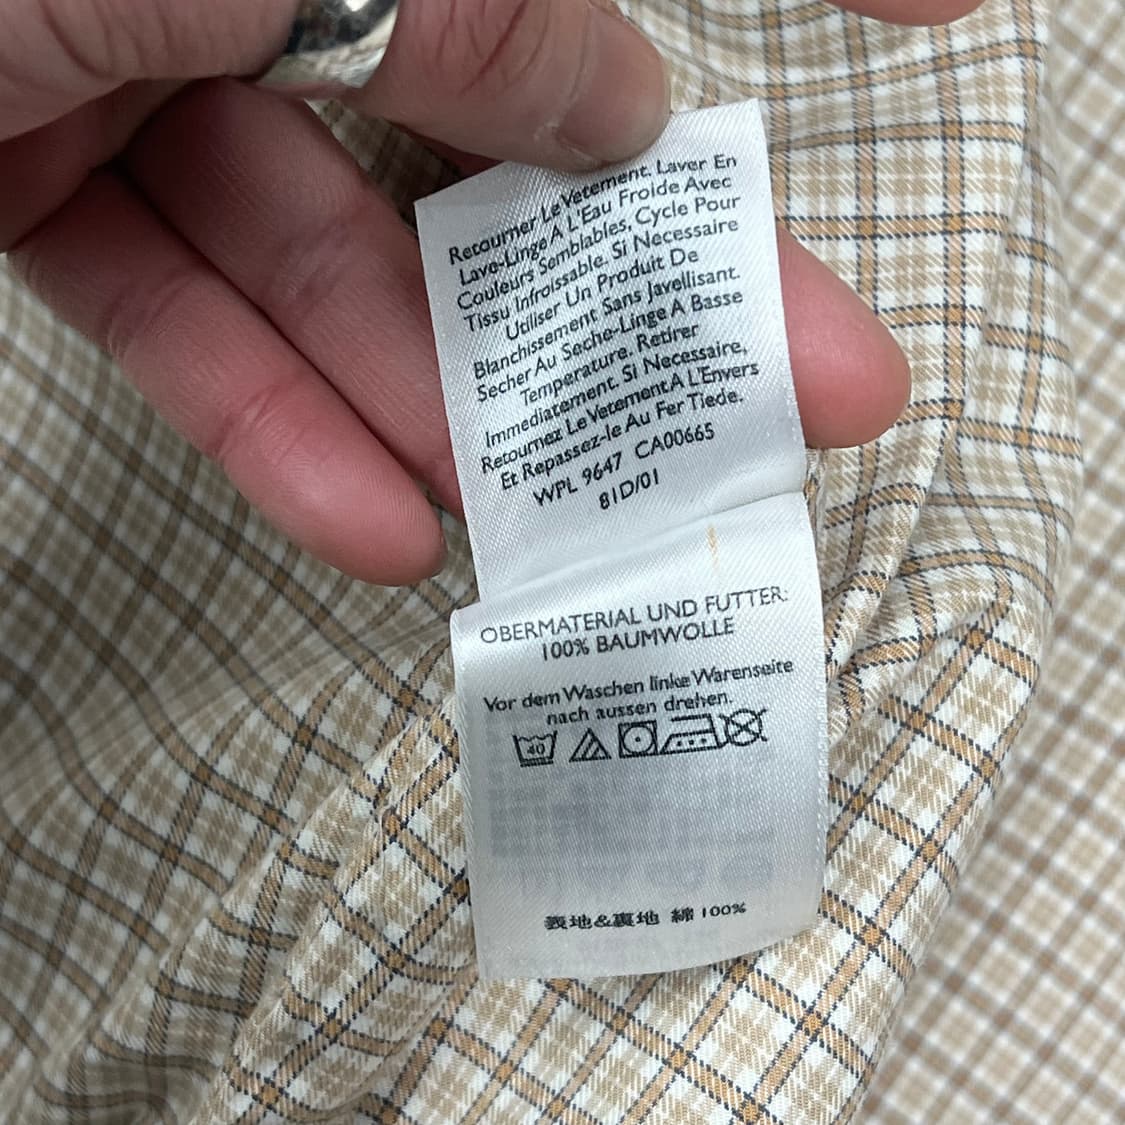 Retourner Le Vetement. Laver En
Lave-Linge A L'Eau Froide Avec
Couleurs Semblables, Cycle Pour
Tissu Infroissable. Si Necessaire
Utiliser Un Produit De
Blanchissement Sans Javellisant.
Secher Au Seche-Linge A Basse
Temperature. Retirer
Immediatement. Si Necessaire,
Retournez Le Vetement A L'Envers
Et Repassez-le Au Fer Tiede.
WPL 9647 CA00665
81D/01
OBERMATERIAL UND FUTTER:
100% BAUMWOLLE
Vor dem Waschen linke Warenseite
nach aussen drehen.
40
表地&裏地 綿 100%